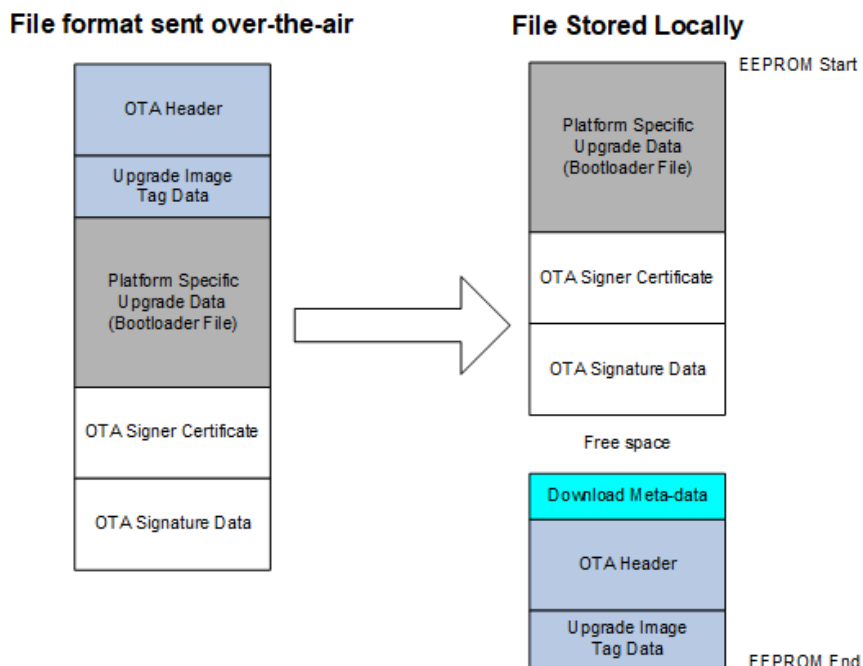 File format sent over-the-air
OTA Header
Upgrade Image
Tag Data
Platform Specific
Upgrade Data
(Bootloader File)
OTA Signer Certificate
OTA Signature Data
File Stored Locally
EEPROM Start
Platform Specific
Upgrade Data
(Bootloader File)
OTA Signer Certificate
OTA Signature Data
Free space
Download Meta-data
OTA Header
Upgrade Image
Tag Data
EEPROM End